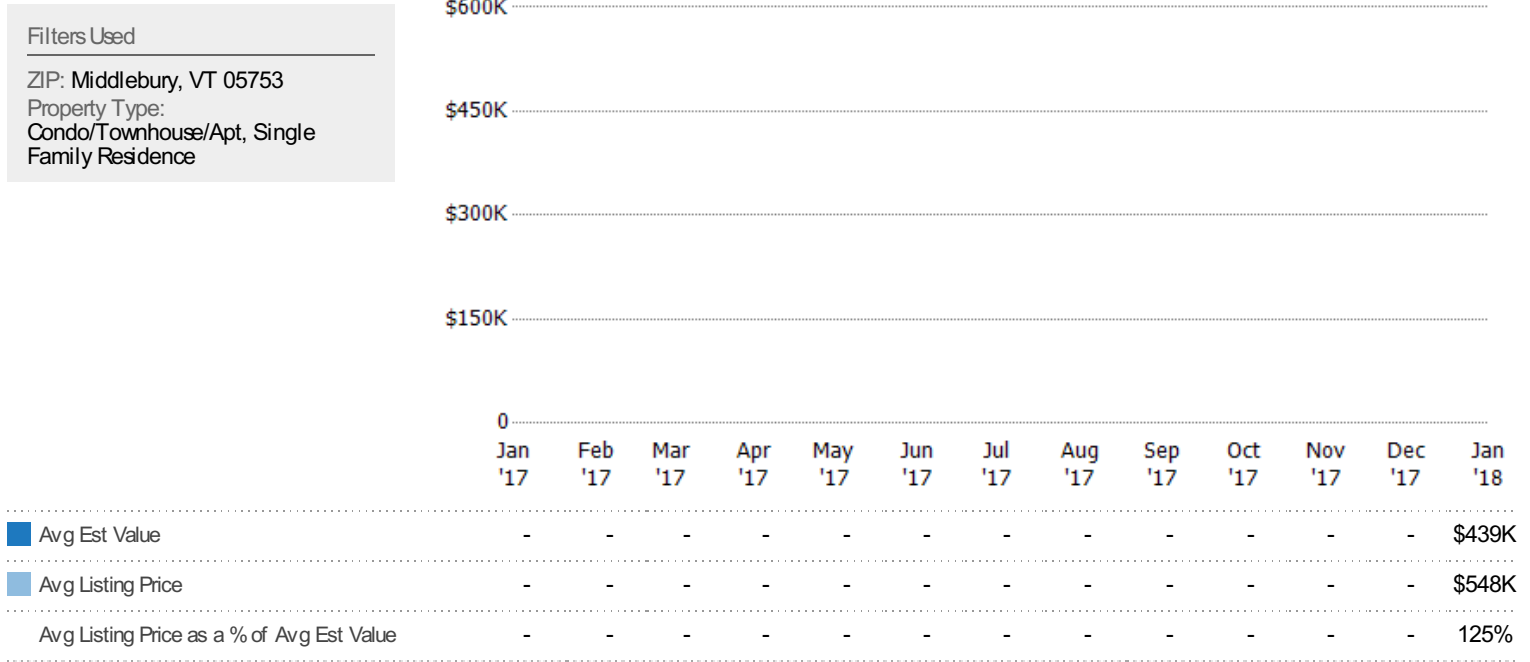 Filters Used
ZIP: Middlebury, VT 05753
Property Type:
Condo/Townhouse/Apt, Single
Family Residence
$600K
$450K
$300K
$150K
0
Jan Feb Mar Apr May Jun Jul Aug Sep Oct Nov Dec Jan
'17 '17 '17 '17 '17 '17 '17 '17 '17 '17 '17 '17 '18
Avg Est Value - - - - - - - - - - - - $439K
Avg Listing Price - - - - - - - - - - - - $548K
Avg Listing Price as a % of Avg Est Value - - - - - - - - - - - - 125%